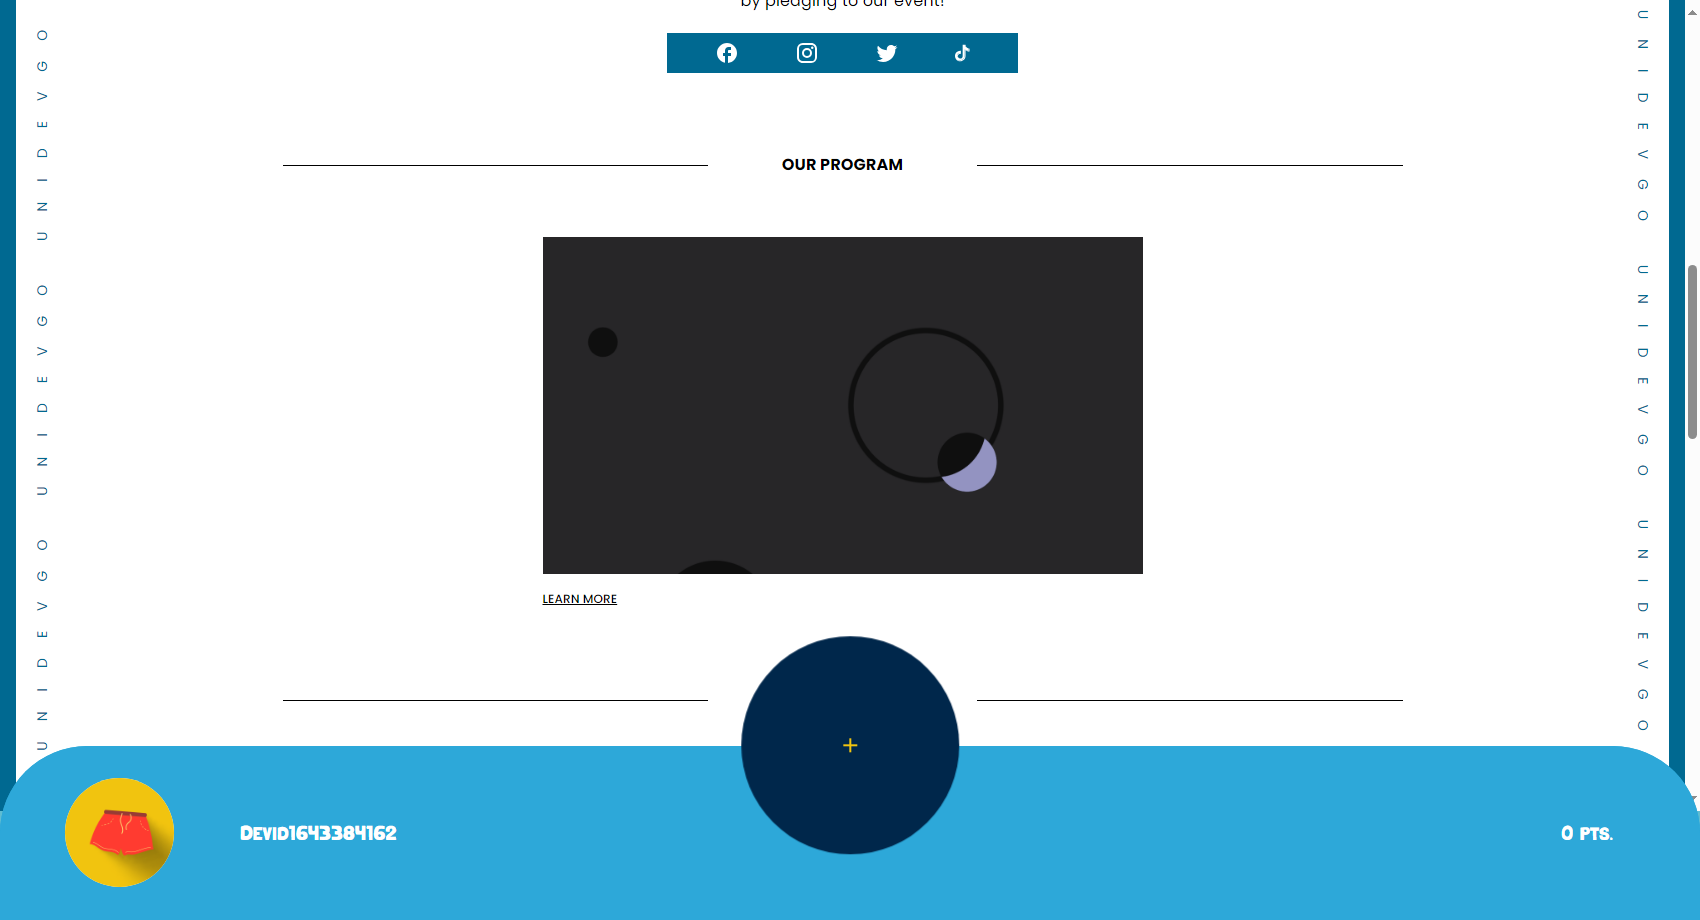 by pledging to our event!
OUR PROGRAM
LEARN MORE
UNIDEVGO UNIDEVGO UNIDEVGO
UNIDEVGO UNIDEVGO UNIDEVGO
+
DEVID1643384162
0 PTS.